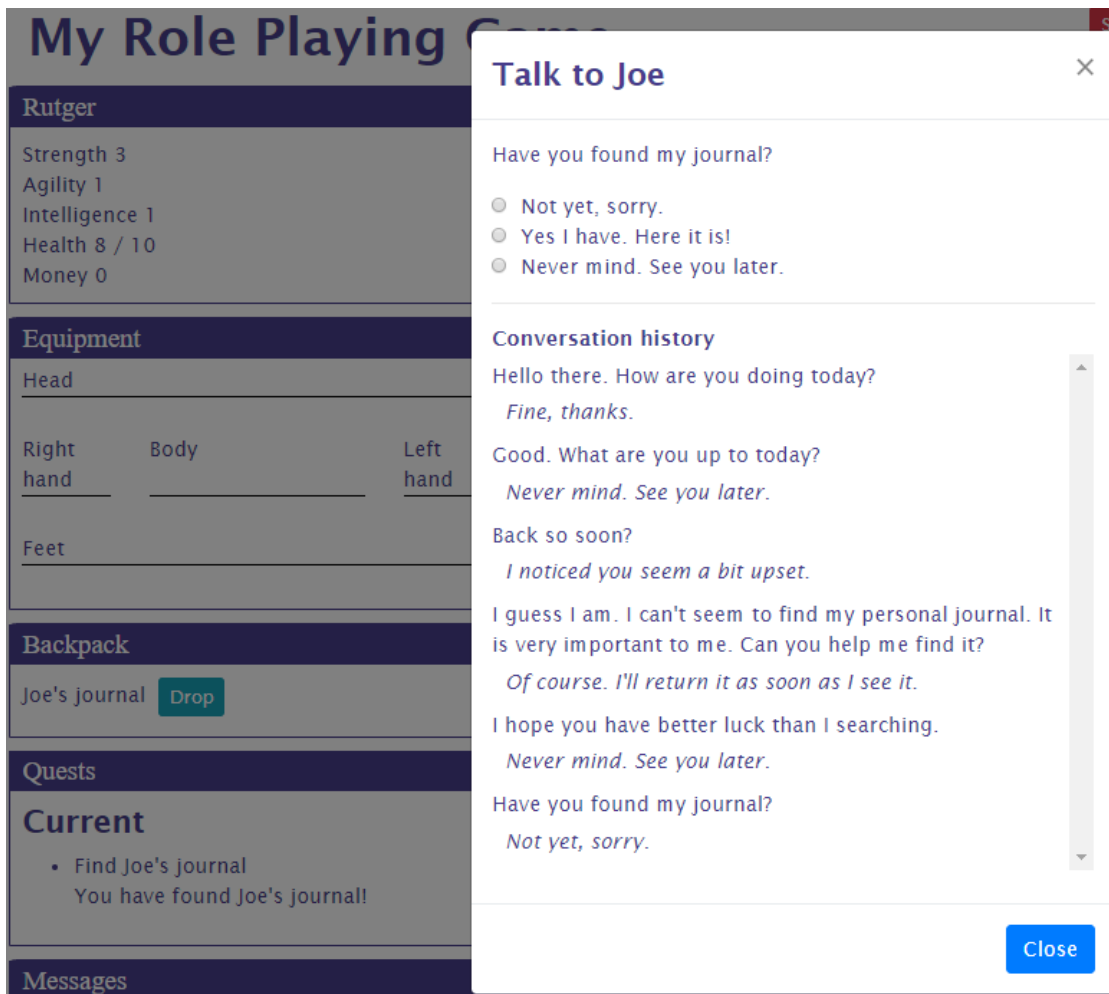 My Role Playing
S
Rutger
Strength 3
Agility 1
Intelligence 1
Health 8 / 10
Money 0
Equipment
Head
Right
hand
Body
Left
hand
Feet
Backpack
Joe's journal
Drop
Quests
Current
• Find Joe's journal
You have found Joe's journal!
Messages
Talk to Joe
×
Have you found my journal?
Not yet, sorry.
Yes I have. Here it is!
Never mind. See you later.
Conversation history
Hello there. How are you doing today?
Fine, thanks.
Good. What are you up to today?
Never mind. See you later.
Back so soon?
I noticed you seem a bit upset.
I guess I am. I can't seem to find my personal journal. It
is very important to me. Can you help me find it?
Of course. I'll return it as soon as I see it.
I hope you have better luck than I searching.
Never mind. See you later.
Have you found my journal?
Not yet, sorry.
Close